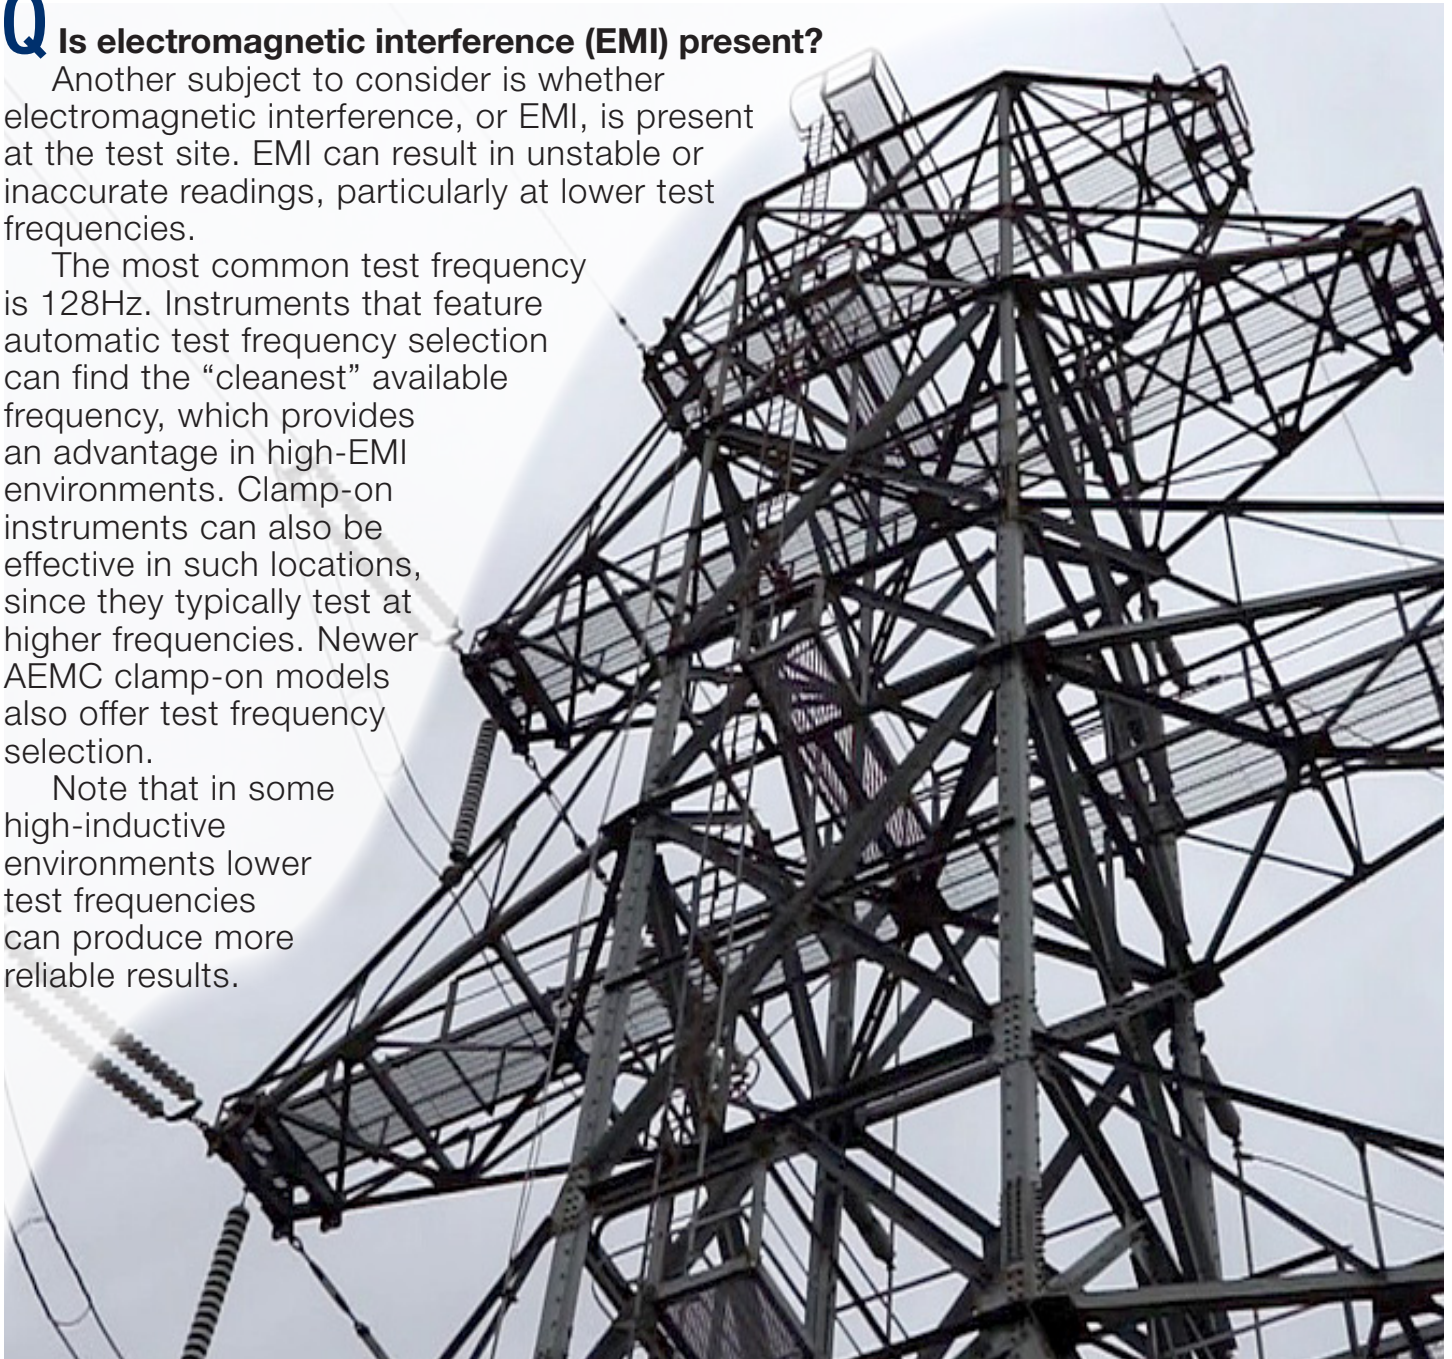 Q Is electromagnetic interference (EMI) present?
Another subject to consider is whether
electromagnetic interference, or EMI, is present
at the test site. EMI can result in unstable or
inaccurate readings, particularly at lower test
frequencies.
The most common test frequency
is 128Hz. Instruments that feature
automatic test frequency selection
can find the “cleanest” available
frequency, which provides
an advantage in high-EMI
environments. Clamp-on
instruments can also be
effective in such locations,
since they typically test at
higher frequencies. Newer
AEMC clamp-on models
also offer test frequency
selection.
Note that in some
high-inductive
environments lower
test frequencies
can produce more
reliable results.